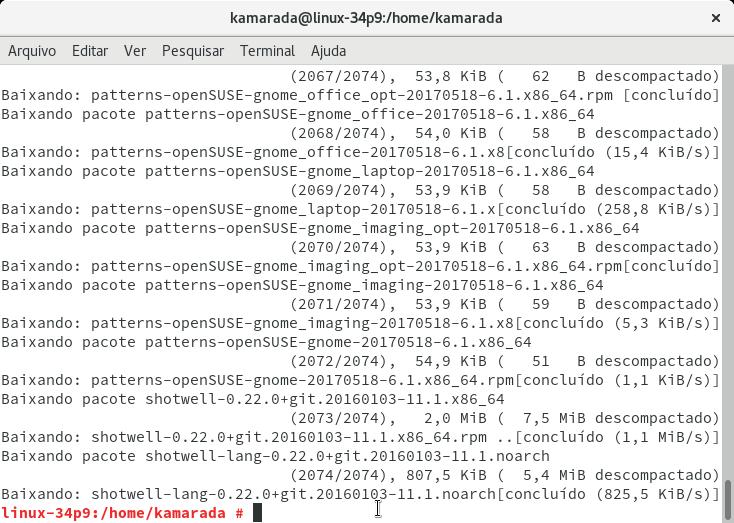 kamarada@linux-34p9:/home/kamarada ×
Arquivo Editar Ver Pesquisar Terminal Ajuda
(2067/2074), 53,8 KiB ( 62 B descompactado)
Baixando: patterns-openSUSE-gnome_office_opt-20170518-6.1.x86_64.rpm [concluído]
Baixando pacote patterns-openSUSE-gnome_office-20170518-6.1.x86_64
(2068/2074), 54,0 KiB ( 58 B descompactado)
Baixando: patterns-openSUSE-gnome_office-20170518-6.1.x8[concluído (15,4 KiB/s)]
Baixando pacote patterns-openSUSE-gnome_laptop-20170518-6.1.x86_64
(2069/2074), 53,9 KiB ( 58 B descompactado)
Baixando: patterns-openSUSE-gnome_laptop-20170518-6.1.x[concluído (258,8 KiB/s)]
Baixando pacote patterns-openSUSE-gnome_imaging_opt-20170518-6.1.x86_64
(2070/2074), 53,9 KiB ( 63 B descompactado)
Baixando: patterns-openSUSE-gnome_imaging_opt-20170518-6.1.x86_64.rpm[concluído]
Baixando pacote patterns-openSUSE-gnome_imaging-20170518-6.1.x86_64
(2071/2074), 53,9 KiB ( 59 B descompactado)
Baixando: patterns-openSUSE-gnome_imaging-20170518-6.1.x8[concluído (5,3 KiB/s)]
Baixando pacote patterns-openSUSE-gnome-20170518-6.1.x86_64
(2072/2074), 54,9 KiB ( 51 B descompactado)
Baixando: patterns-openSUSE-gnome-20170518-6.1.x86_64.rpm[concluído (1,1 KiB/s)]
Baixando pacote shotwell-0.22.0+git.20160103-11.1.x86_64
(2073/2074), 2,0 MiB ( 7,5 MiB descompactado)
Baixando: shotwell-0.22.0+git.20160103-11.1.x86_64.rpm ..[concluído (1,1 MiB/s)]
Baixando pacote shotwell-lang-0.22.0+git.20160103-11.1.noarch
(2074/2074), 807,5 KiB ( 5,4 MiB descompactado)
Baixando: shotwell-lang-0.22.0+git.20160103-11.1.noarch[concluído (825,5 KiB/s)]
linux-34p9:/home/kamarada #